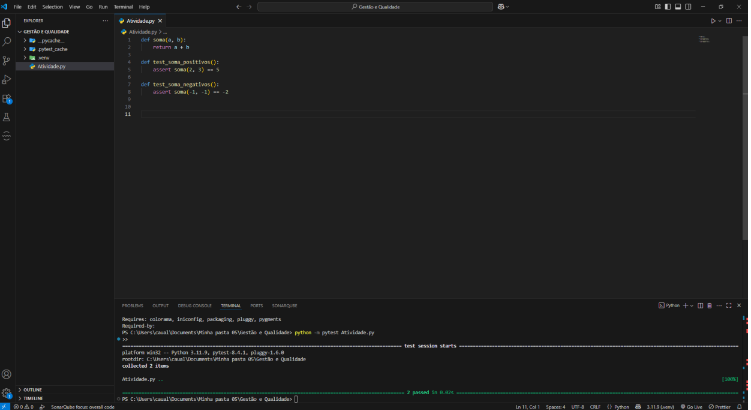 File Edit Selection View Go Run Terminal Help
Gestão e Qualidade
EXPLORER
Atividade.py
GESTÃO E QUALIDADE
Atividade.py > ...
__pycache__
.pytest_cache
.venv
Atividade.py
1 def soma(a, b):
2 return a + b
3
4 def test_soma_positivos():
5 assert soma(2, 3) == 5
6
7 def test_soma_negativos():
8 assert soma(-1, -1) == -2
9
10
11
PROBLEMS OUTPUT DEBUG CONSOLE TERMINAL PORTS SONARQUBE
Python
Requires: colorama, iniconfig, packaging, pluggy, pygments
Required-by:
PS C:\Users\caual\Documents\Minha pasta 05\Gestão e Qualidade> python -m pytest Atividade.py
>>
test session starts
platform win32 -- Python 3.11.9, pytest-8.4.1, pluggy-1.6.0
rootdir: C:\Users\caual\Documents\Minha pasta 05\Gestão e Qualidade
collected 2 items
Atividade.py .. [100%]
2 passed in
PS C:\Users\caual\Documents\Minha pasta 05\Gestão e Qualidade>
OUTLINE
TIMELINE
0 0 SonarQube focus: overall code
Ln 11, Col 1 Spaces: 4 UTF-8 CRLF Python 3.11.9 (.venv) Go Live Prettier